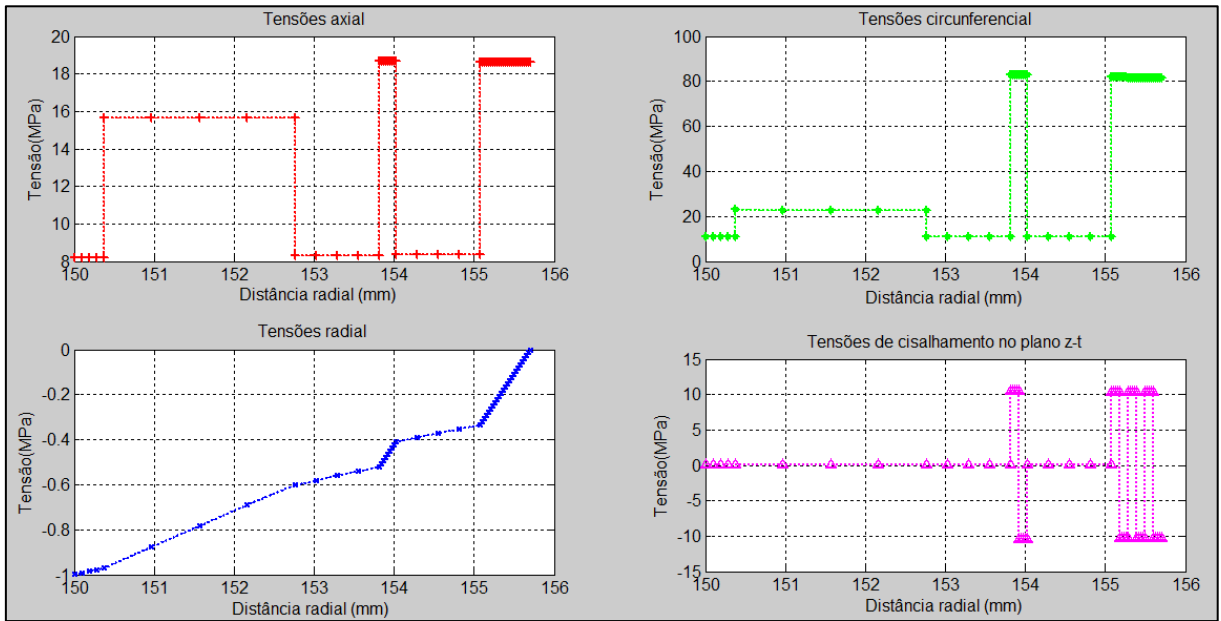 Tensões axial
20
18
16
14
12
10
8
Tensão(MPa)
150 151 152 153 154 155 156
Distância radial (mm)
Tensões circunferencial
100
80
60
40
20
0
Tensão(MPa)
150 151 152 153 154 155 156
Distância radial (mm)
Tensões radial
0
-0.2
-0.4
-0.6
-0.8
-1
Tensão(MPa)
150 151 152 153 154 155 156
Distância radial (mm)
Tensões de cisalhamento no plano z-t
15
10
5
0
-5
-10
-15
Tensão(MPa)
150 151 152 153 154 155 156
Distância radial (mm)